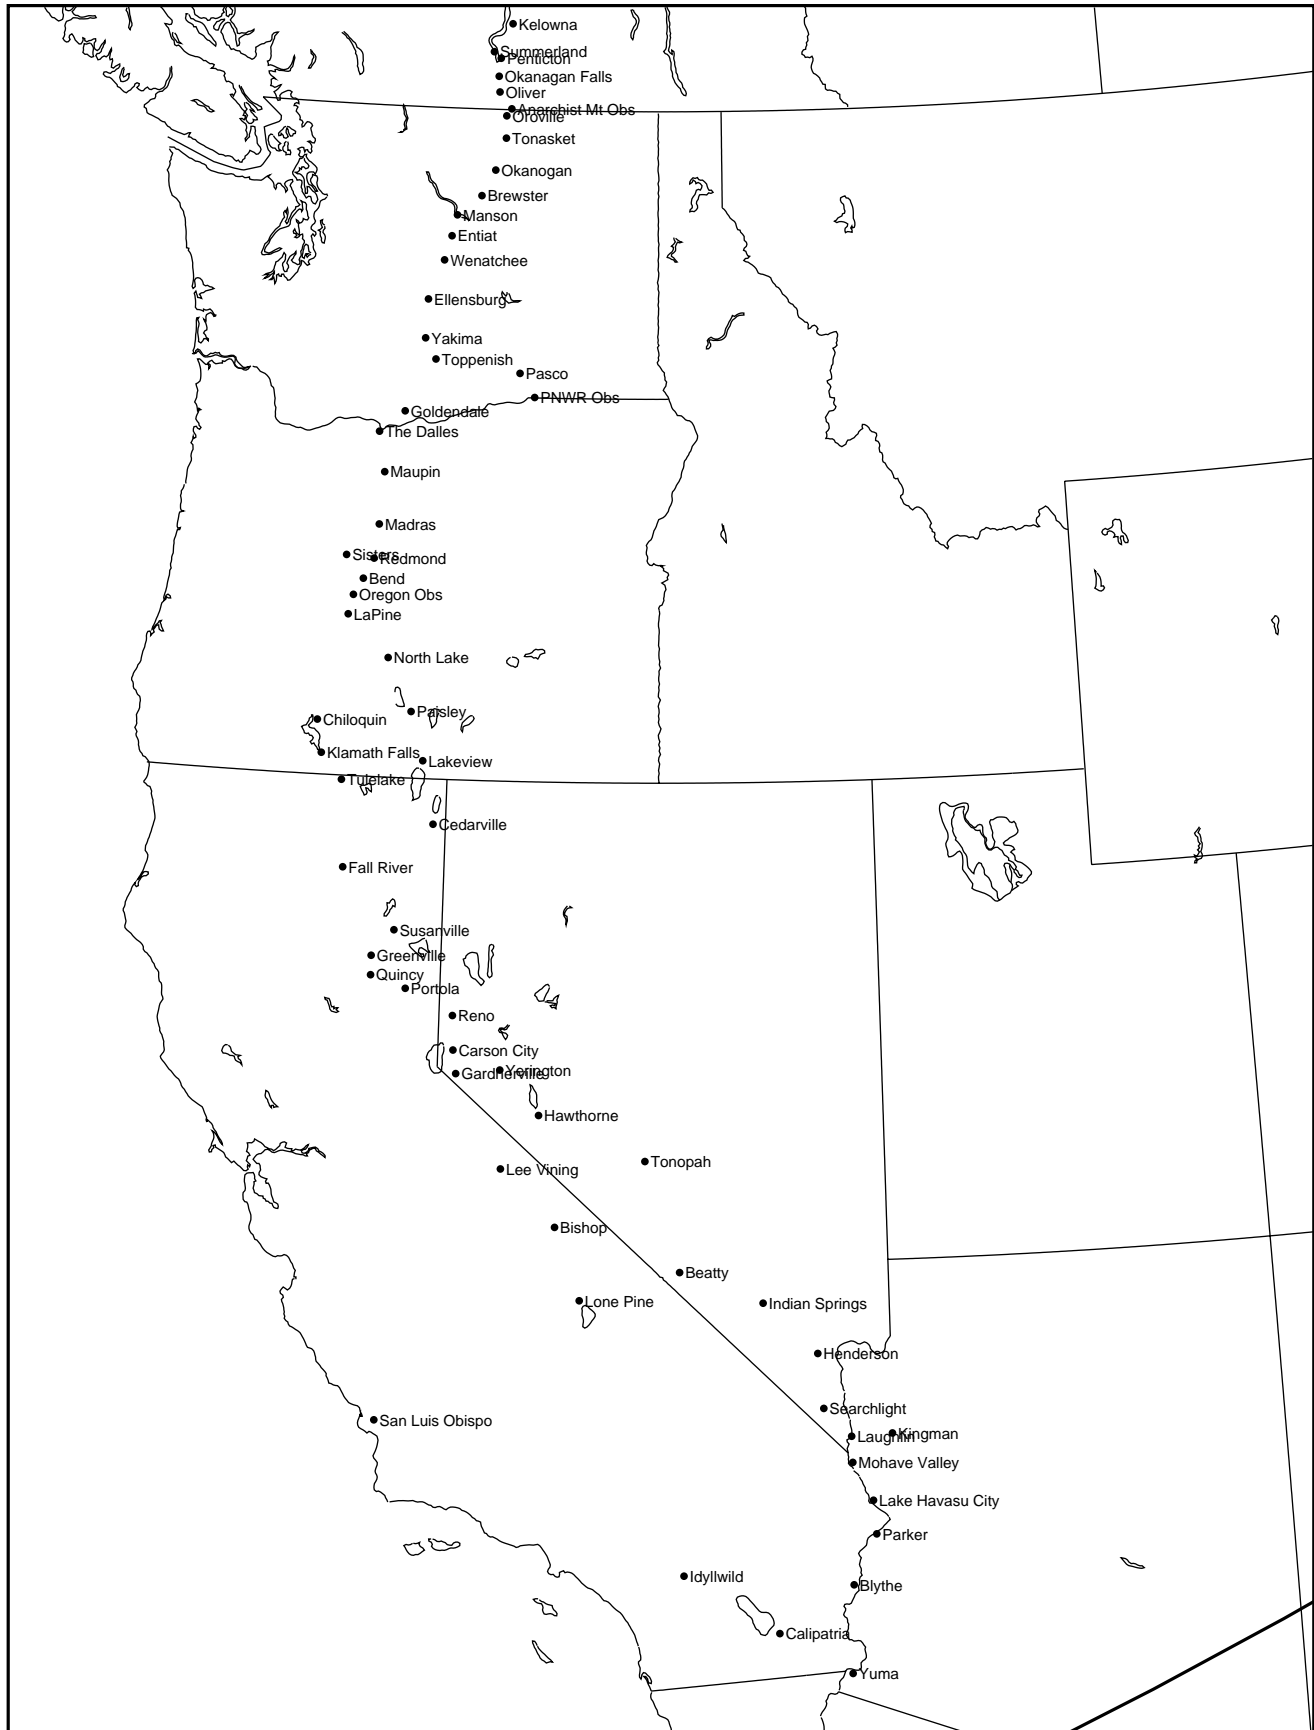 Kelowna
Summerland
Penticton
Okanagan Falls
Oliver
Anarchist Mt Obs
Oroville
Tonasket
Okanogan
Brewster
Manson
Entiat
Wenatchee
Ellensburg
Yakima
Toppenish
Pasco
PNWR Obs
Goldendale
The Dalles
Maupin
Madras
Sisters
Redmond
Bend
Oregon Obs
LaPine
North Lake
Paisley
Chiloquin
Klamath Falls
Lakeview
Tulelake
Cedarville
Fall River
Susanville
Greenville
Quincy
Portola
Reno
Carson City
Yerington
Gardnerville
Hawthorne
Tonopah
Lee Vining
Bishop
Beatty
Lone Pine
Indian Springs
Henderson
Searchlight
San Luis Obispo
Kingman
Laughlin
Mohave Valley
Lake Havasu City
Parker
Idyllwild
Blythe
Calipatria
Yuma